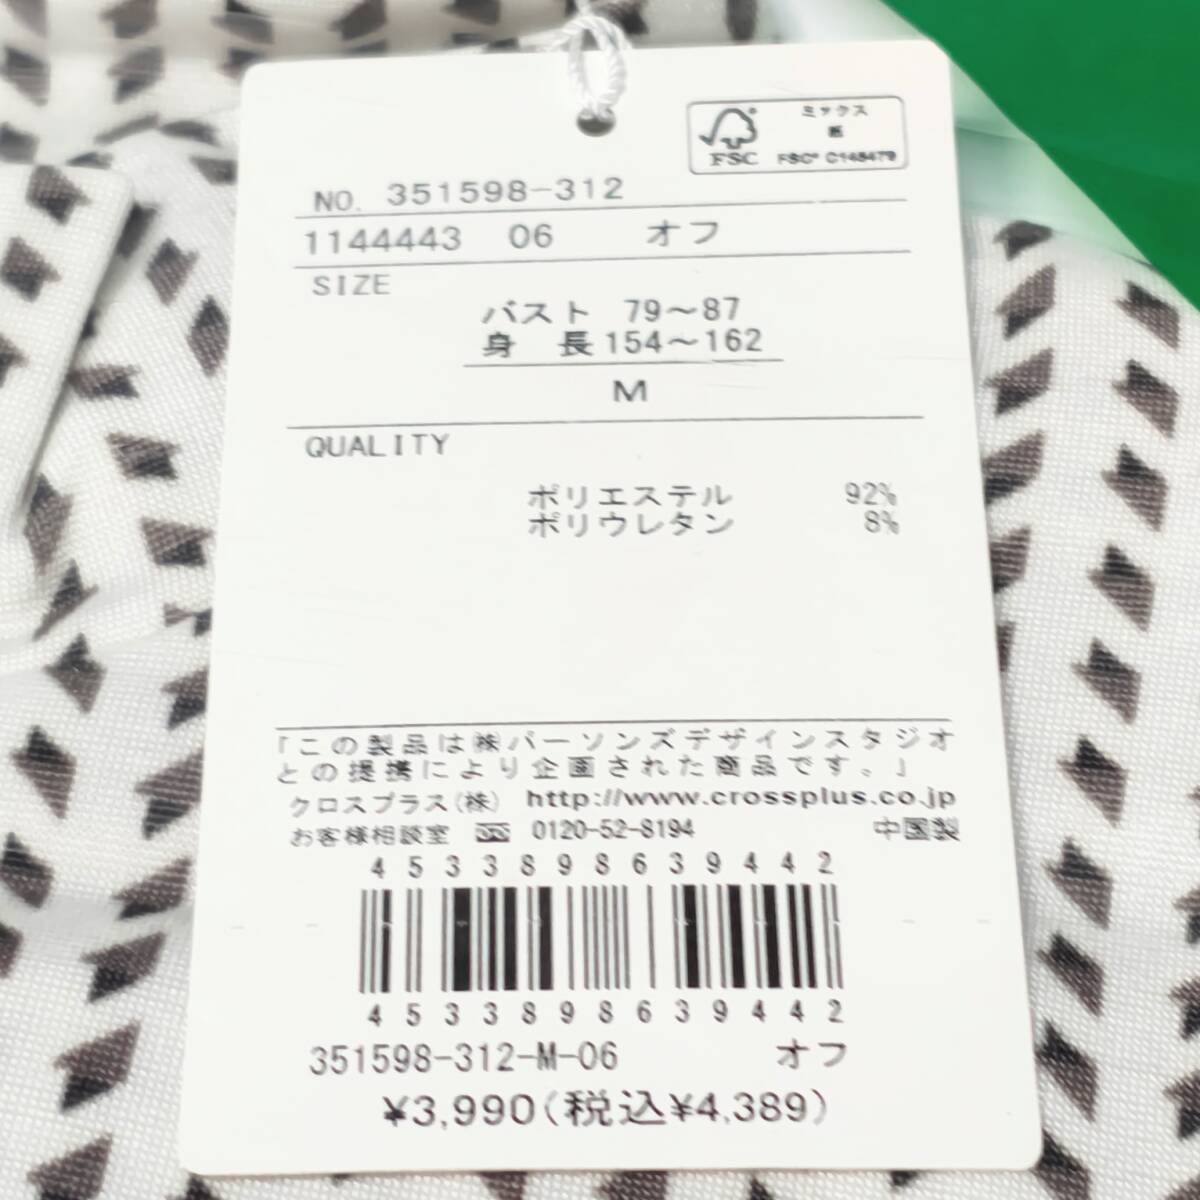 ミックス
紙
FSC
FSC® C148479
NO. 351598-312
1144443 06 オフ
SIZE
バスト 79～87
身 長 154～162
M
QUALITY
ポリエステル 92%
ポリウレタン 8%
「この製品は㈱パーソンズデザインスタジオ
との提携により企画された商品です。」
クロスプラス(株) http://www.crossplus.co.jp
お客様相談室 0120-52-8194 中国製
4533898639442
4533898639442
351598-312-M-06 オフ
¥3,990(税込¥4,389)